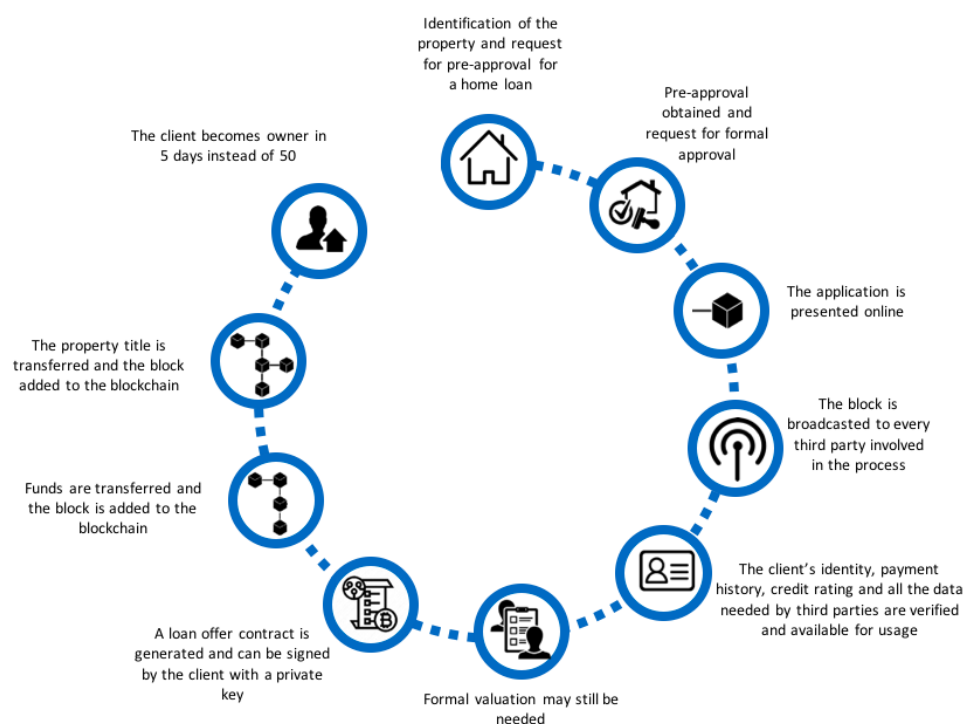 Identification of the
property and request
for pre-approval for
a home loan
Pre-approval
obtained and
request for formal
approval
The application is
presented online
The block is
broadcasted to every
third party involved
in the process
The client's identity, payment
history, credit rating and all the data
needed by third parties are verified
and available for usage
Formal valuation may still be
needed
A loan offer contract is
generated and can be signed
by the client with a private
key
Funds are transferred and
the block is added to the
blockchain
The property title is
transferred and the block
added to the blockchain
The client becomes owner in
5 days instead of 50